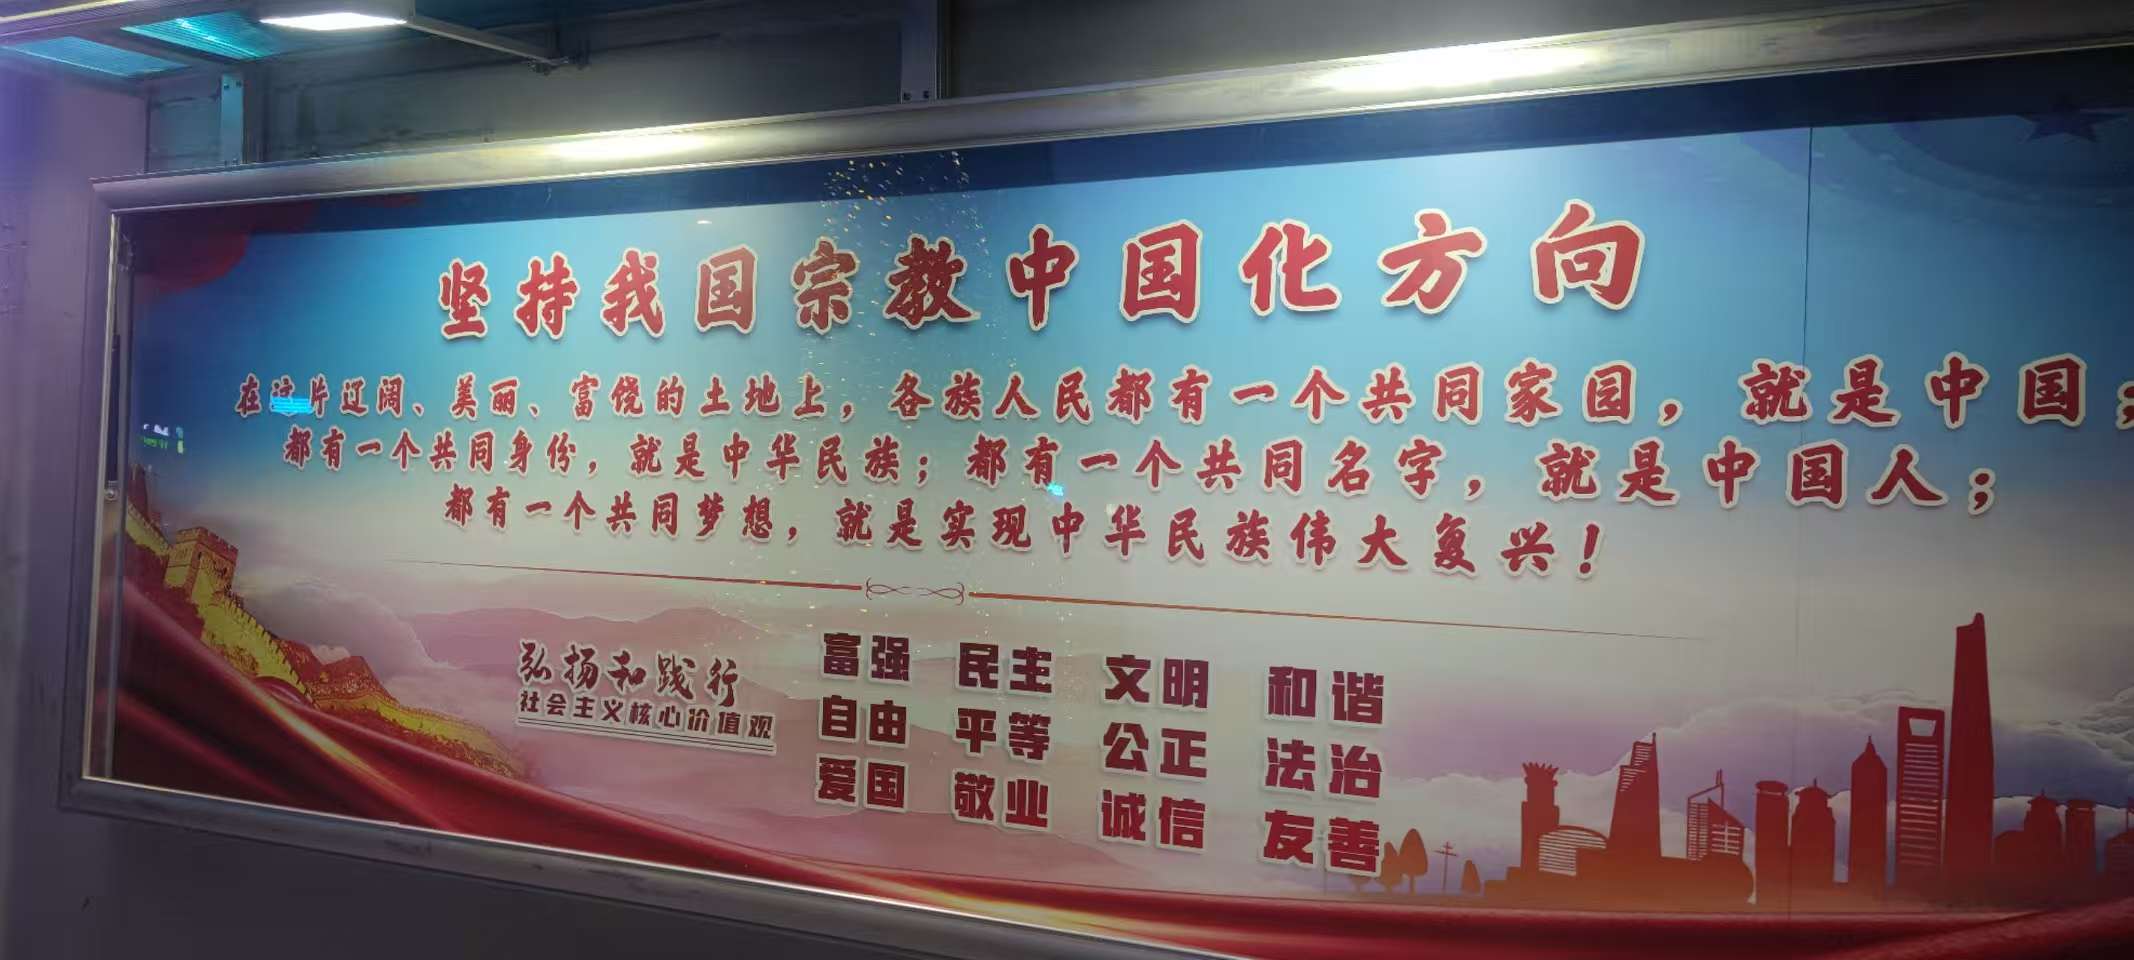 坚持我国宗教中国化方向
在这片辽阔、美丽、富饶的土地上，各族人民都有一个共同家园，就是中国；
都有一个共同身份，就是中华民族；都有一个共同名字，就是中国人；
都有一个共同梦想，就是实现中华民族伟大复兴！
弘扬和践行
社会主义核心价值观
富强 民主 文明 和谐
自由 平等 公正 法治
爱国 敬业 诚信 友善